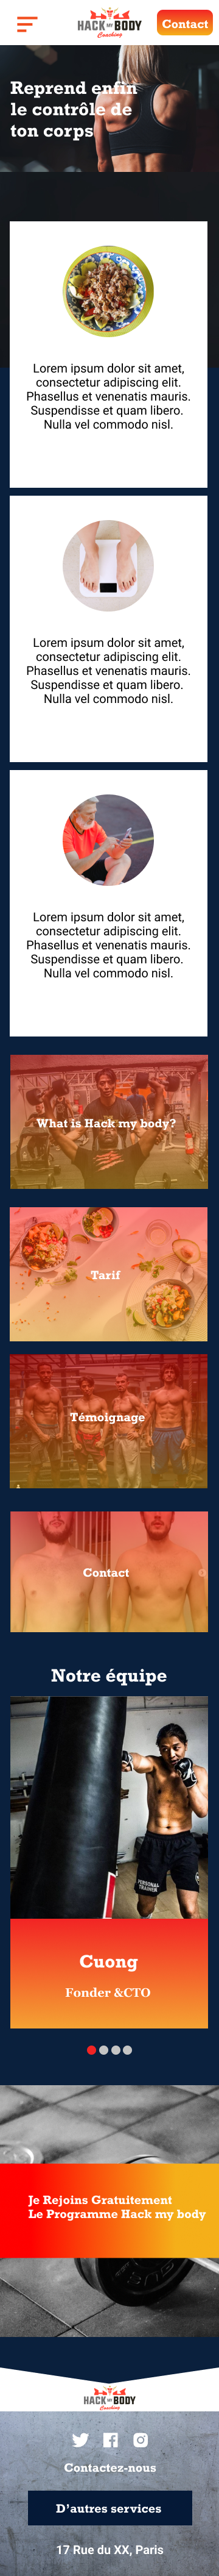 HACK MY BODY
Coaching
Contact
Reprend enfin
le contrôle de
ton corps
Lorem ipsum dolor sit amet,
consectetur adipiscing elit.
Phasellus et venenatis mauris.
Suspendisse et quam libero.
Nulla vel commodo nisl.
Lorem ipsum dolor sit amet,
consectetur adipiscing elit.
Phasellus et venenatis mauris.
Suspendisse et quam libero.
Nulla vel commodo nisl.
Lorem ipsum dolor sit amet,
consectetur adipiscing elit.
Phasellus et venenatis mauris.
Suspendisse et quam libero.
Nulla vel commodo nisl.
What is Hack my body?
Tarif
Témoignage
Contact
Notre équipe
PERSONAL
TRAINER
Cuong
Fonder &CTO
Je Rejoins Gratuitement
Le Programme Hack my body
HACK MY BODY
Coaching
Contactez-nous
D'autres services
17 Rue du XX, Paris